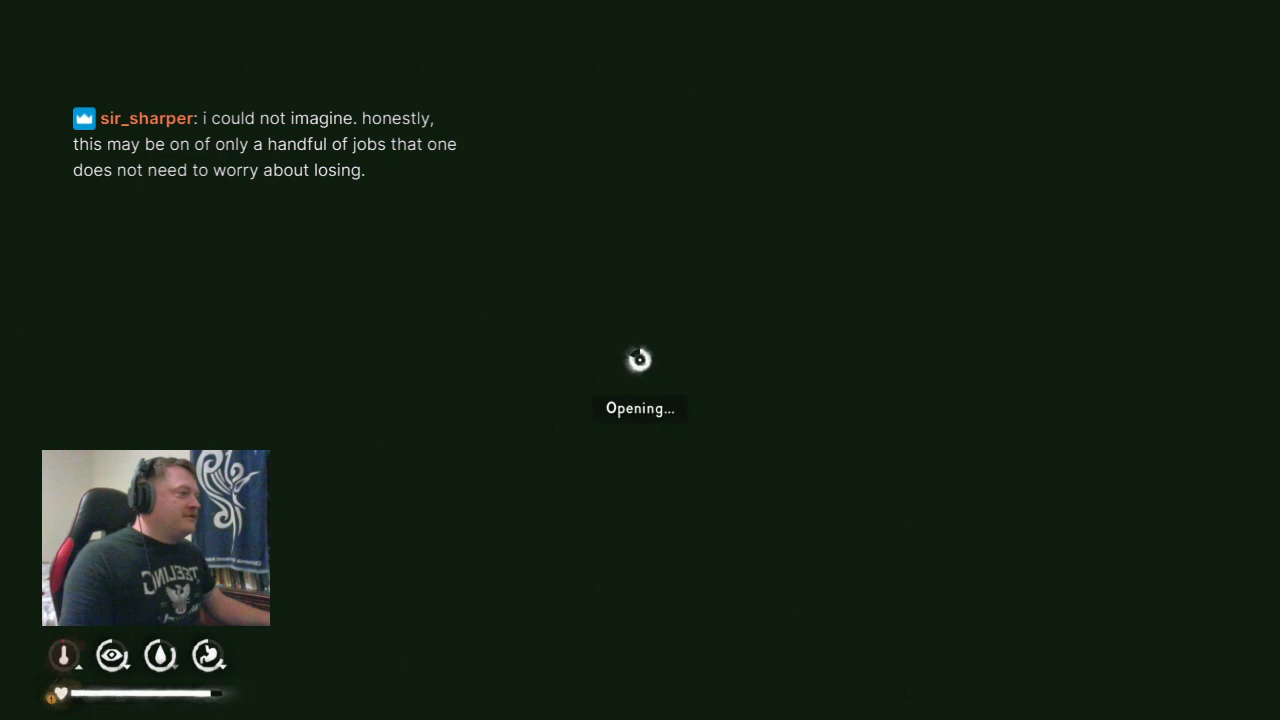 sir_sharper: i could not imagine. honestly,
this may be on of only a handful of jobs that one
does not need to worry about losing.
Opening...
TEELING